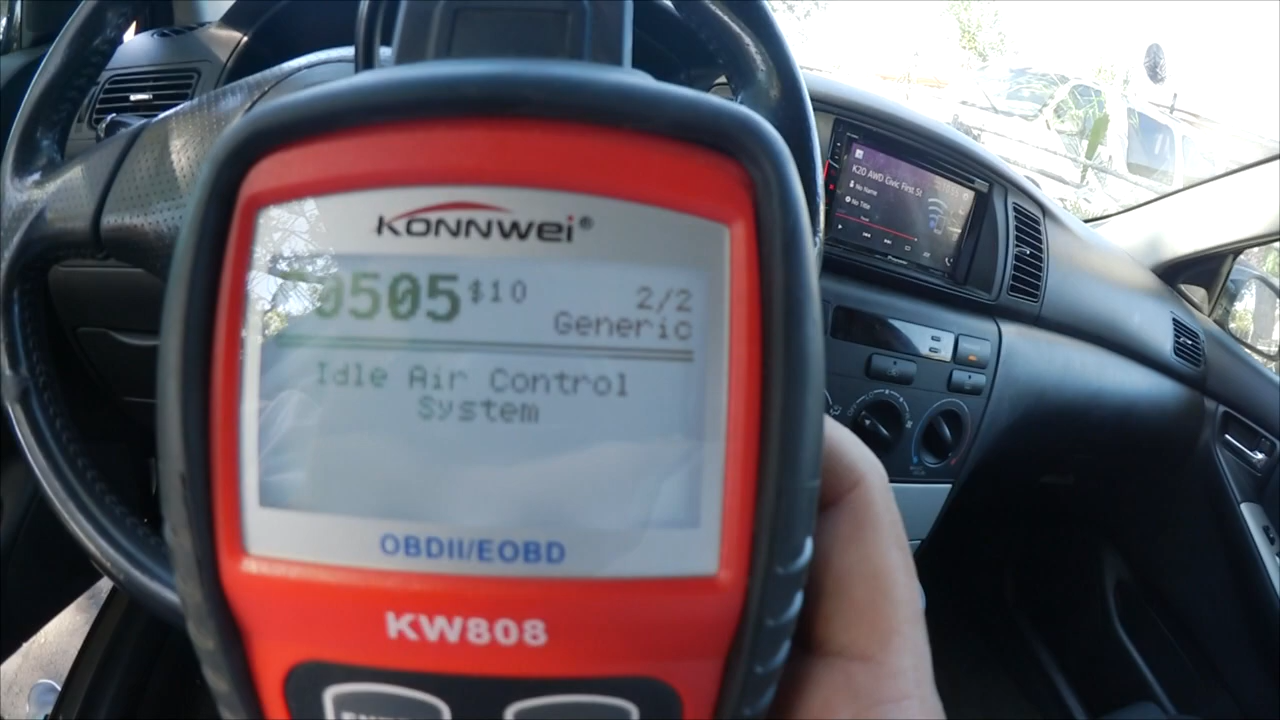 KONNWEi®
0505 $10 2/2
Generic
Idle Air Control
System
OBDII/EOBD
KW808
K20 AWD Civic First St
No Name
No Title